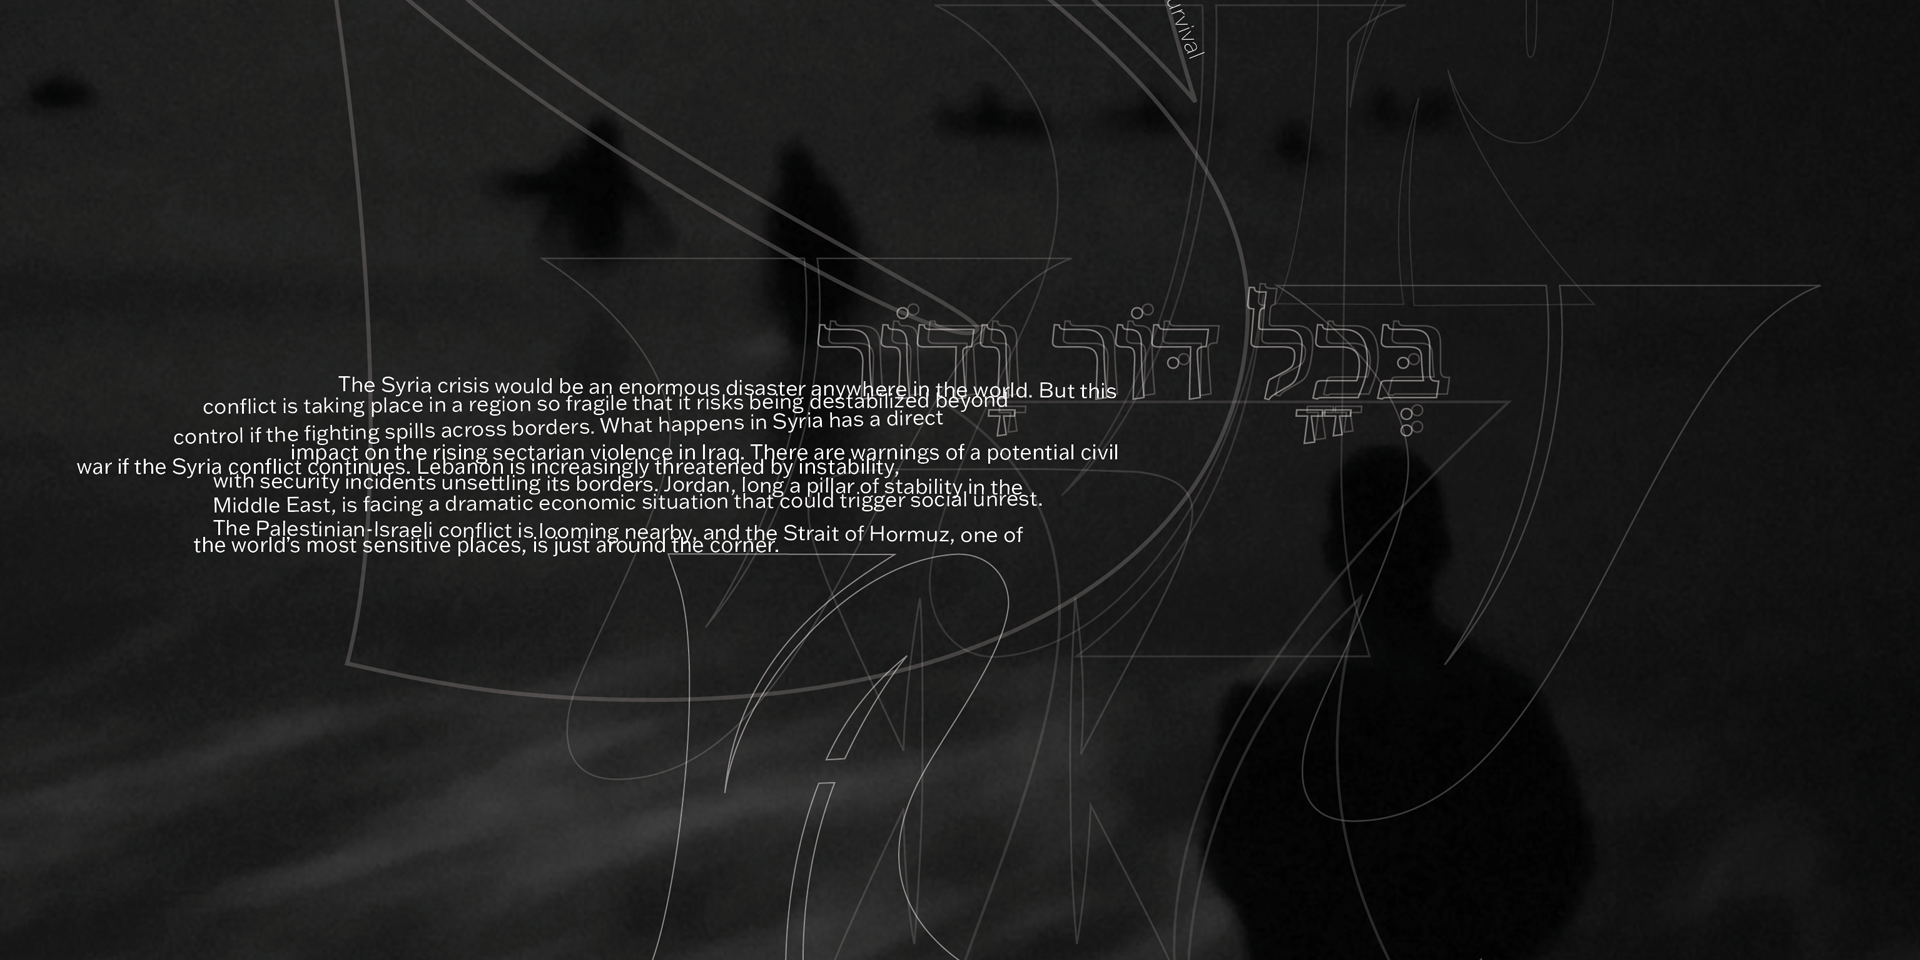 urvival
בְּכָל דּוֹר וָדוֹר
The Syria crisis would be an enormous disaster anywhere in the world. But this
conflict is taking place in a region so fragile that it risks being destabilized beyond
control if the fighting spills across borders. What happens in Syria has a direct
impact on the rising sectarian violence in Iraq. There are warnings of a potential civil
war if the Syria conflict continues. Lebanon is increasingly threatened by instability,
with security incidents unsettling its borders. Jordan, long a pillar of stability in the
Middle East, is facing a dramatic economic situation that could trigger social unrest.
The Palestinian-Israeli conflict is looming nearby, and the Strait of Hormuz, one of
the world's most sensitive places, is just around the corner.